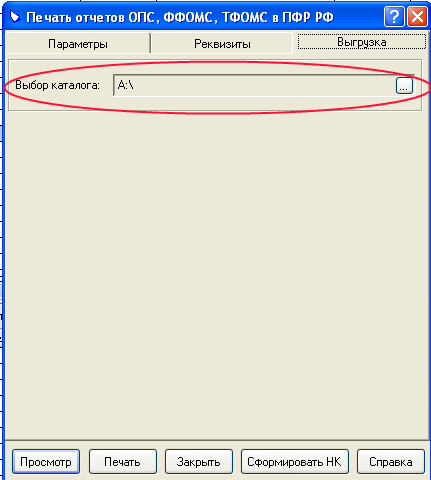 Печать отчетов ОПС, ФФОМС, ТФОМС в ПФР РФ
Параметры Реквизиты Выгрузка
Выбор каталога: A:\ ...
Просмотр Печать Закрыть Сформировать НК Справка